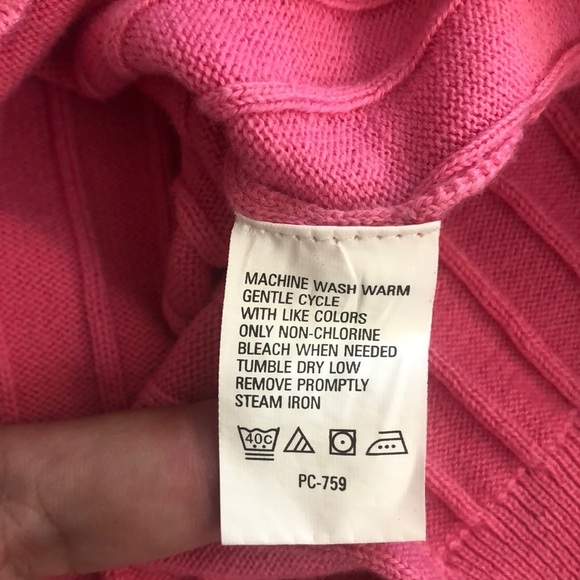 MACHINE WASH WARM
GENTLE CYCLE
WITH LIKE COLORS
ONLY NON-CHLORINE
BLEACH WHEN NEEDED
TUMBLE DRY LOW
REMOVE PROMPTLY
STEAM IRON
40C
PC-759